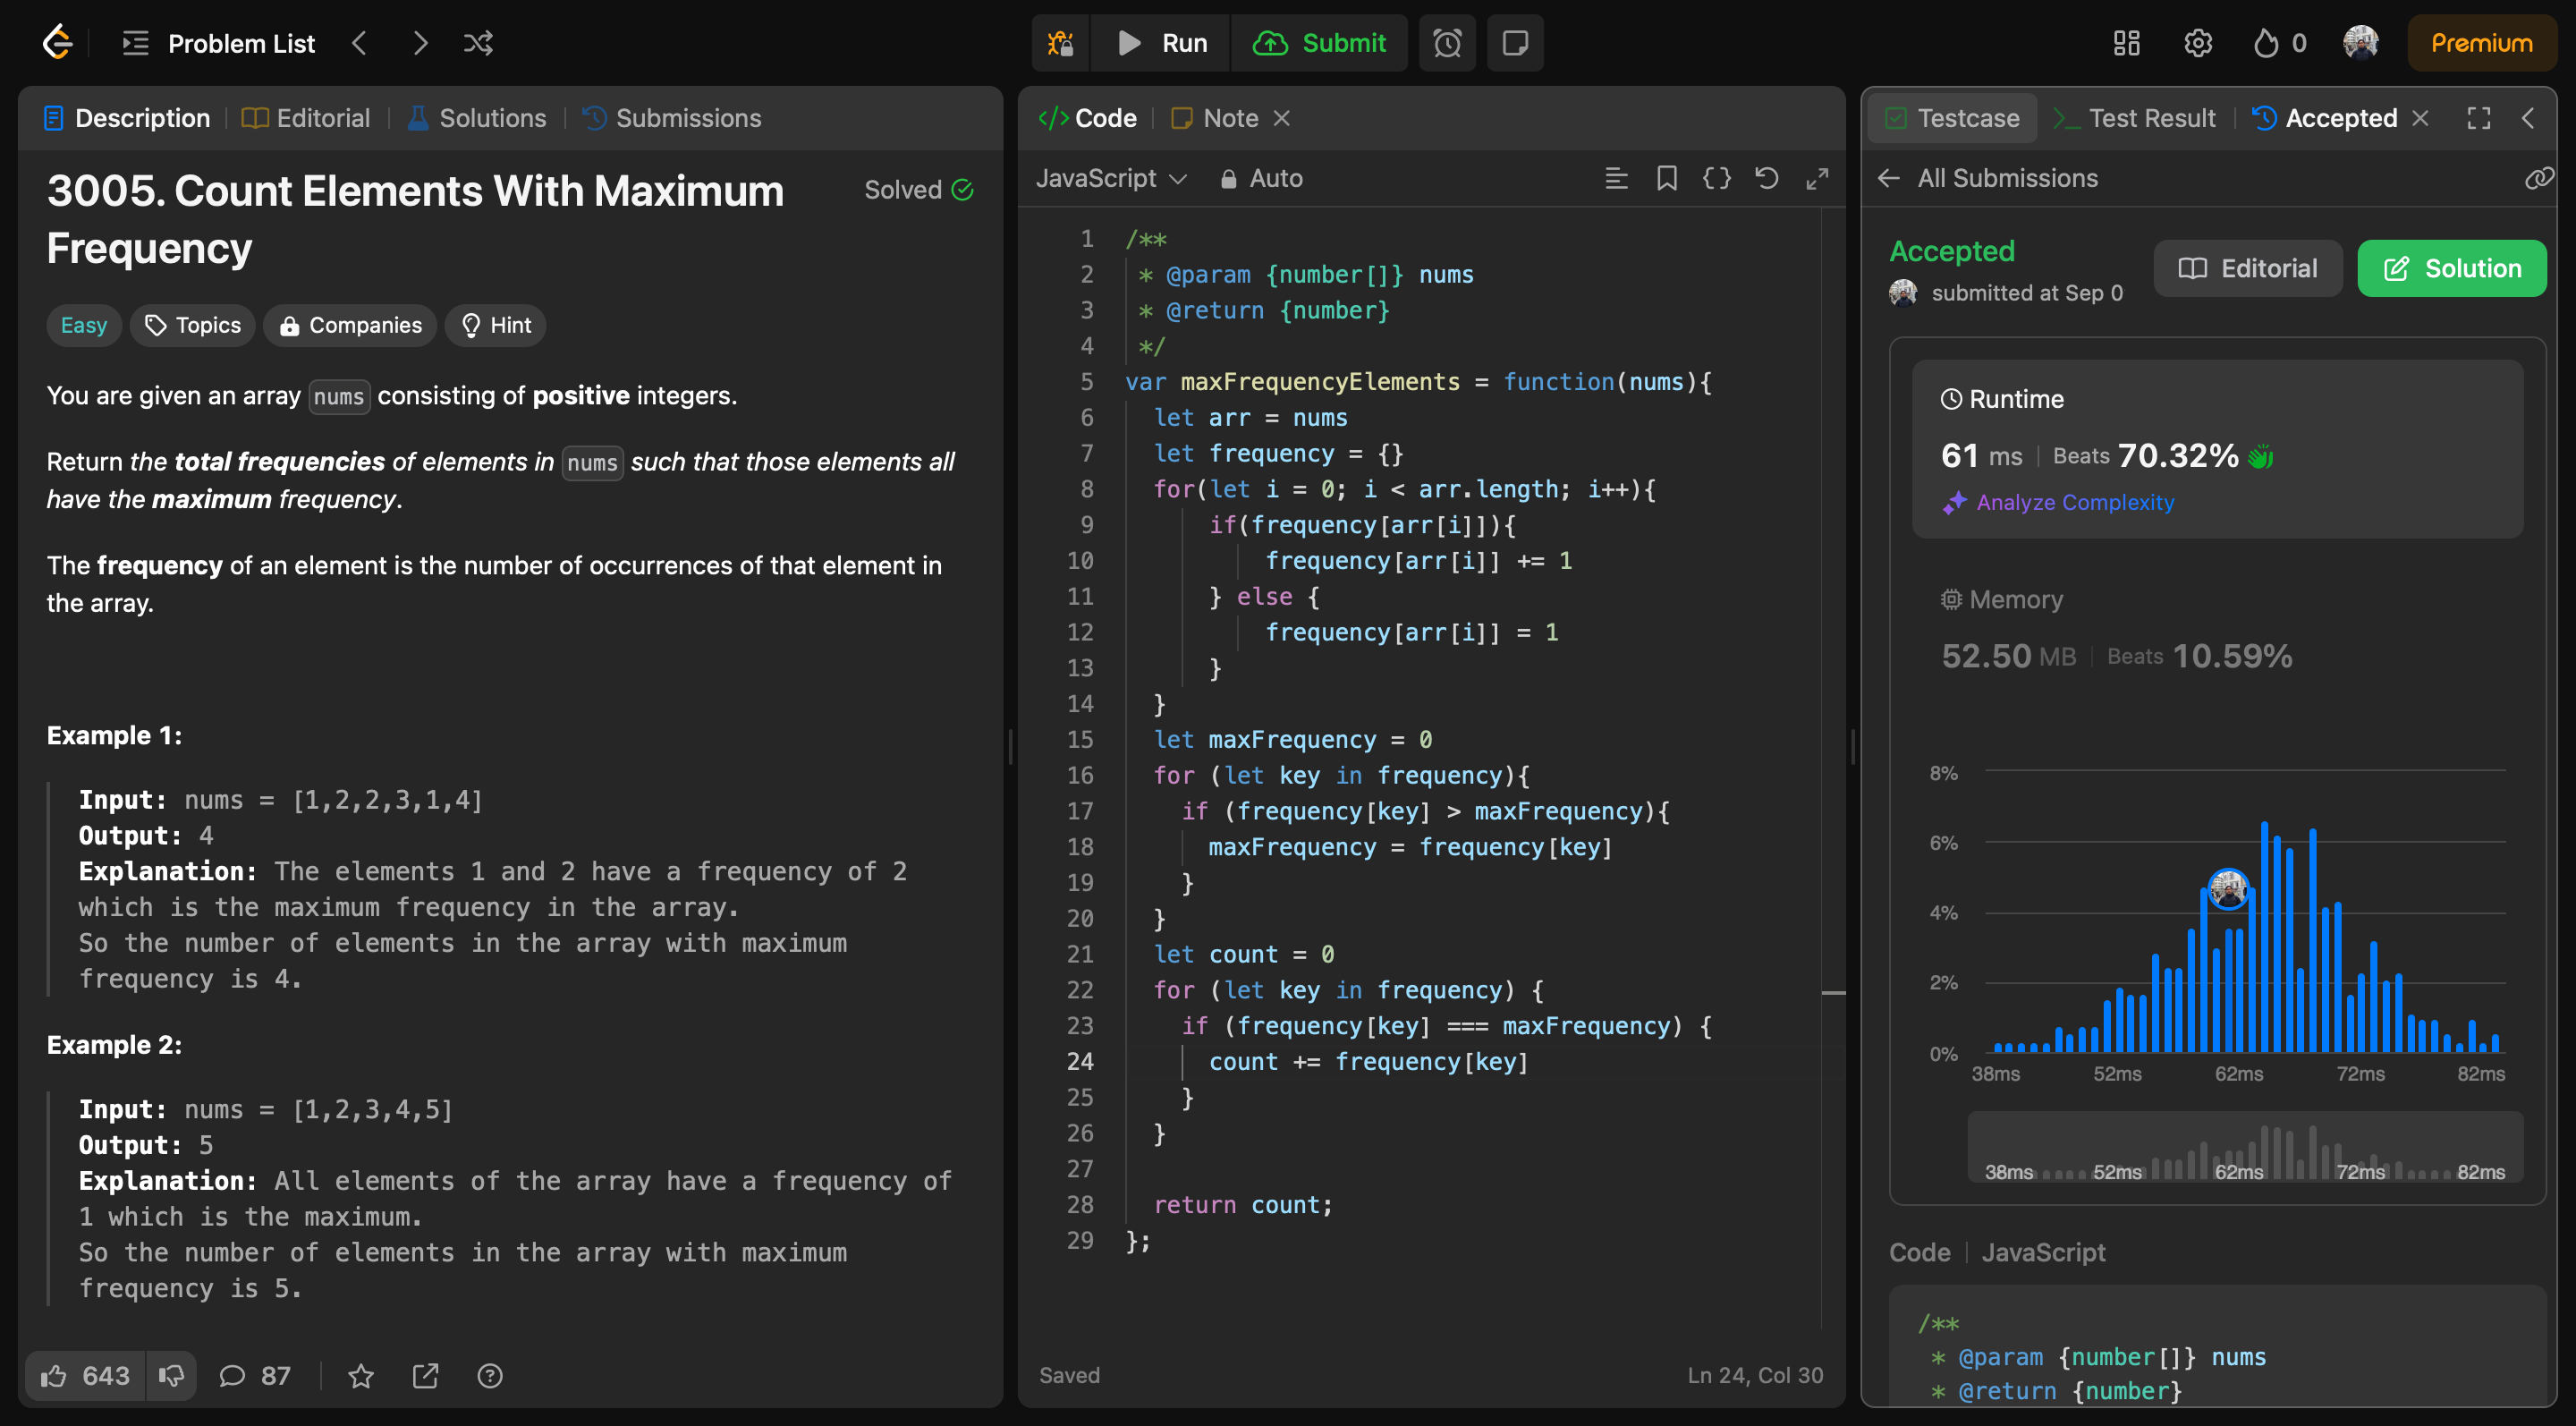 Problem List
Run
Submit
0
Premium
Description
Editorial
Solutions
Submissions
3005. Count Elements With Maximum
Frequency
Solved
Easy
Topics
Companies
Hint
You are given an array nums consisting of positive integers.
Return the total frequencies of elements in nums such that those elements all
have the maximum frequency.
The frequency of an element is the number of occurrences of that element in
the array.
Example 1:
Input: nums = [1,2,2,3,1,4]
Output: 4
Explanation: The elements 1 and 2 have a frequency of 2
which is the maximum frequency in the array.
So the number of elements in the array with maximum
frequency is 4.
Example 2:
Input: nums = [1,2,3,4,5]
Output: 5
Explanation: All elements of the array have a frequency of
1 which is the maximum.
So the number of elements in the array with maximum
frequency is 5.
643
87
</> Code
Note
JavaScript
Auto
1 /**
2 * @param {number[]} nums
3 * @return {number}
4 */
5 var maxFrequencyElements = function(nums){
6 let arr = nums
7 let frequency = {}
8 for(let i = 0; i < arr.length; i++){
9 if(frequency[arr[i]]){
10 frequency[arr[i]] += 1
11 } else {
12 frequency[arr[i]] = 1
13 }
14 }
15 let maxFrequency = 0
16 for (let key in frequency){
17 if (frequency[key] > maxFrequency){
18 maxFrequency = frequency[key]
19 }
20 }
21 let count = 0
22 for (let key in frequency) {
23 if (frequency[key] === maxFrequency) {
24 count += frequency[key]
25 }
26 }
27
28 return count;
29 };
Saved
Ln 24, Col 30
Testcase
Test Result
Accepted
All Submissions
Accepted
submitted at Sep 0
Editorial
Solution
Runtime
61 ms
Beats 70.32%
Analyze Complexity
Memory
52.50 MB
Beats 10.59%
8%
6%
4%
2%
0%
38ms 52ms 62ms 72ms 82ms
38ms 52ms 62ms 72ms 82ms
Code
JavaScript
/**
* @param {number[]} nums
* @return {number}